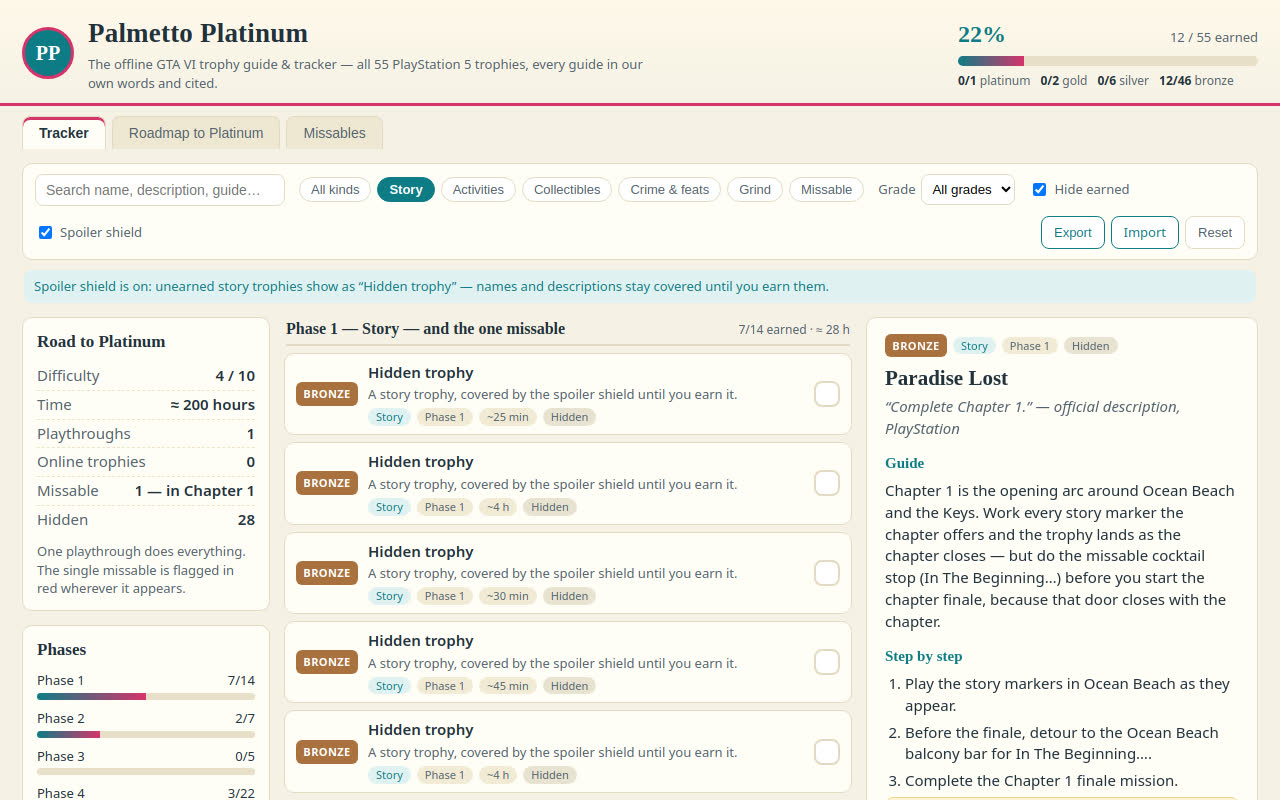 PP
Palmetto Platinum
The offline GTA VI trophy guide & tracker — all 55 PlayStation 5 trophies, every guide in our
own words and cited.
22%
12 / 55 earned
0/1 platinum 0/2 gold 0/6 silver 12/46 bronze
Tracker
Roadmap to Platinum
Missables
Search name, description, guide…
All kinds
Story
Activities
Collectibles
Crime & feats
Grind
Missable
Grade
All grades
Hide earned
Spoiler shield
Export
Import
Reset
Spoiler shield is on: unearned story trophies show as “Hidden trophy” — names and descriptions stay covered until you earn them.
Road to Platinum
Difficulty 4 / 10
Time ≈ 200 hours
Playthroughs 1
Online trophies 0
Missable 1 — in Chapter 1
Hidden 28
One playthrough does everything.
The single missable is flagged in
red wherever it appears.
Phases
Phase 1 7/14
Phase 2 2/7
Phase 3 0/5
Phase 4 3/22
Phase 1 — Story — and the one missable
7/14 earned · ≈ 28 h
BRONZE
Hidden trophy
A story trophy, covered by the spoiler shield until you earn it.
Story Phase 1 ~25 min Hidden
BRONZE
Hidden trophy
A story trophy, covered by the spoiler shield until you earn it.
Story Phase 1 ~4 h Hidden
BRONZE
Hidden trophy
A story trophy, covered by the spoiler shield until you earn it.
Story Phase 1 ~30 min Hidden
BRONZE
Hidden trophy
A story trophy, covered by the spoiler shield until you earn it.
Story Phase 1 ~45 min Hidden
BRONZE
Hidden trophy
A story trophy, covered by the spoiler shield until you earn it.
Story Phase 1 ~4 h Hidden
BRONZE Story Phase 1 Hidden
Paradise Lost
“Complete Chapter 1.” — official description,
PlayStation
Guide
Chapter 1 is the opening arc around Ocean Beach
and the Keys. Work every story marker the
chapter offers and the trophy lands as the
chapter closes — but do the missable cocktail
stop (In The Beginning...) before you start the
chapter finale, because that door closes with the
chapter.
Step by step
1. Play the story markers in Ocean Beach as they
appear.
2. Before the finale, detour to the Ocean Beach
balcony bar for In The Beginning....
3. Complete the Chapter 1 finale mission.